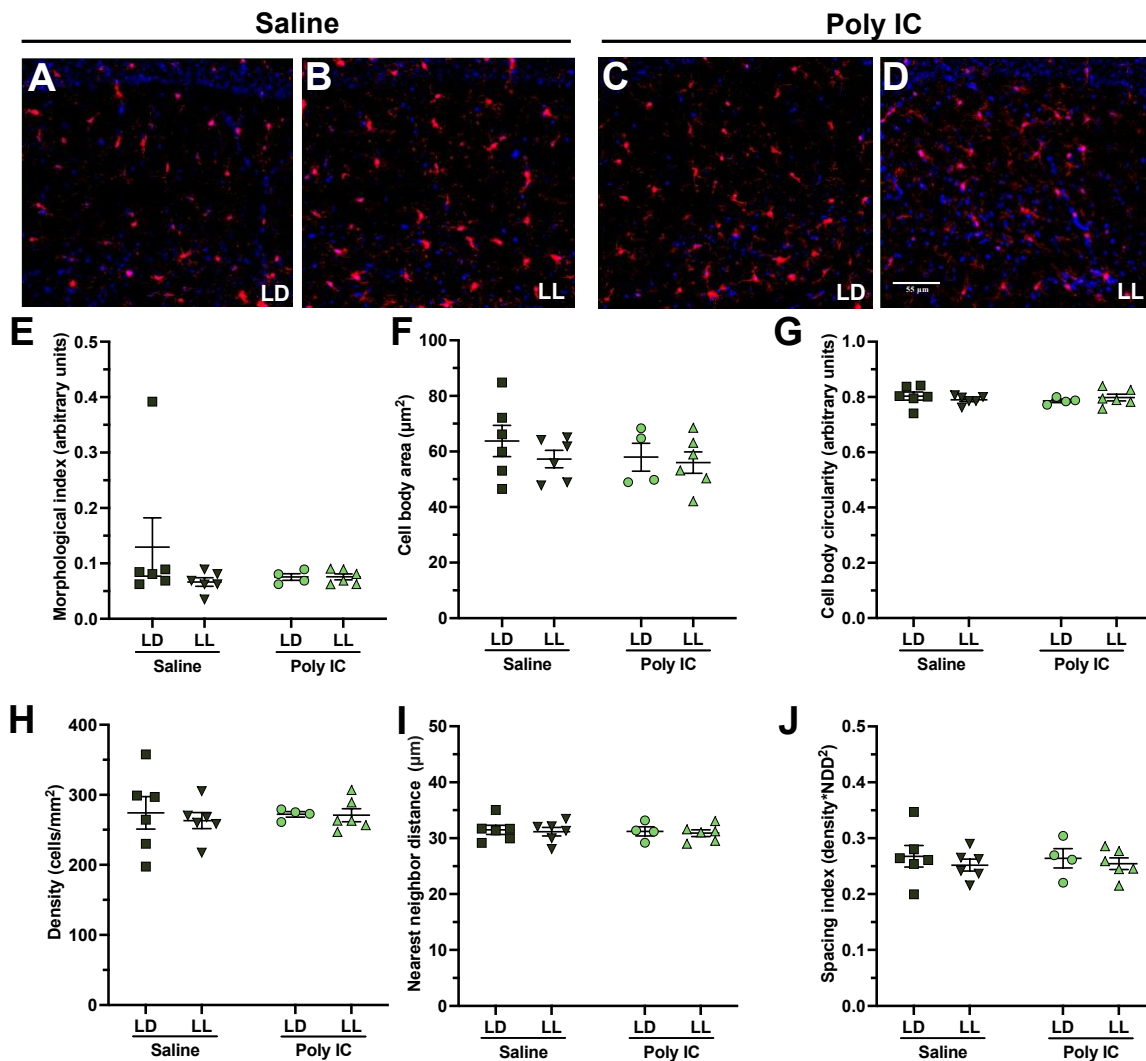 Saline Poly IC
A B C D
LD LL LD 55 µm LL
E F G
Morphological index (arbitrary units)
0.5
0.4
0.3
0.2
0.1
0.0
LD LL LD LL
Saline Poly IC
Cell body area (µm²)
100
80
60
40
20
0
LD LL LD LL
Saline Poly IC
Cell body circularity (arbitrary units)
1.0
0.8
0.6
0.4
0.2
0.0
LD LL LD LL
Saline Poly IC
H I J
Density (cells/mm²)
400
300
200
100
0
LD LL LD LL
Saline Poly IC
Nearest neighbor distance (µm)
50
40
30
20
10
0
LD LL LD LL
Saline Poly IC
Spacing index (density*NDD²)
0.5
0.4
0.3
0.2
0.1
0.0
LD LL LD LL
Saline Poly IC